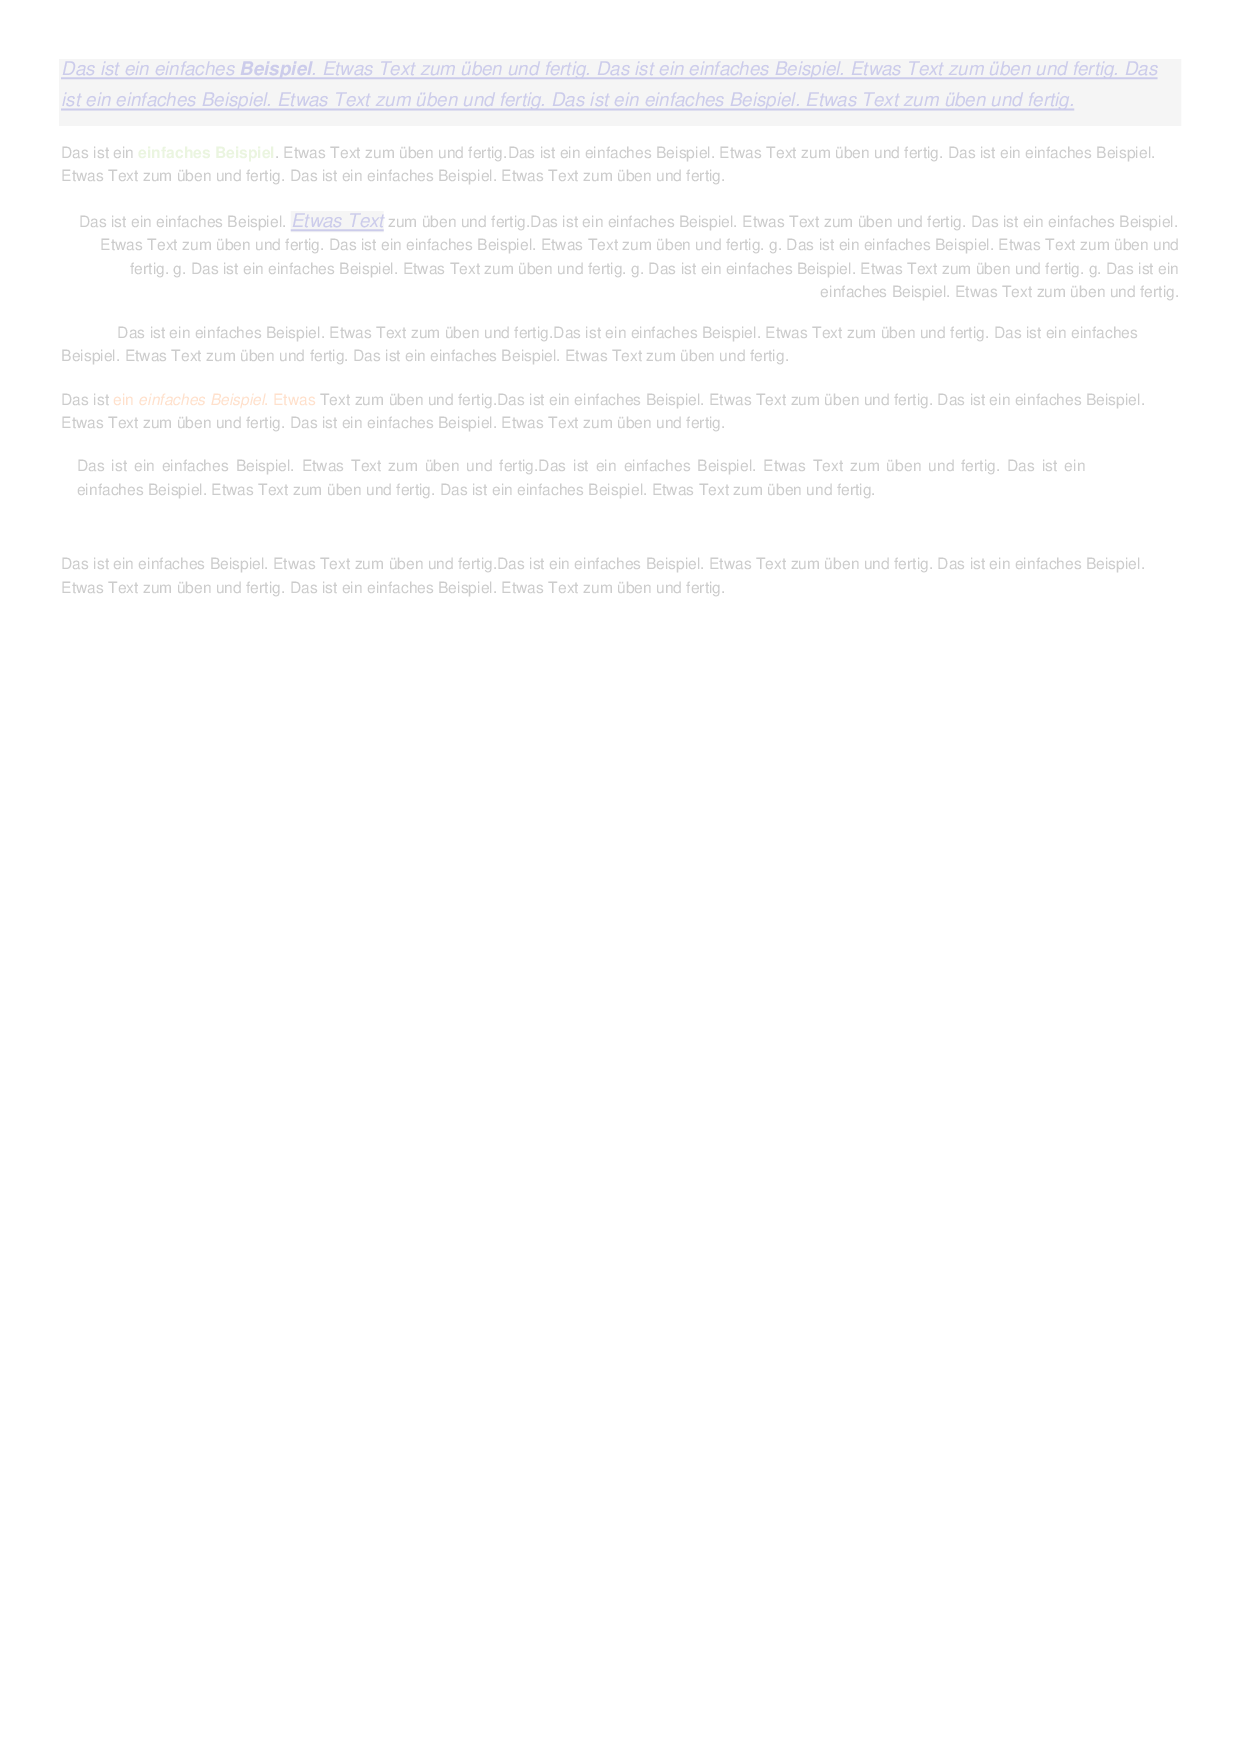 Das ist ein einfaches Beispiel. Etwas Text zum üben und fertig. Das ist ein einfaches Beispiel. Etwas Text zum üben und fertig. Das
ist ein einfaches Beispiel. Etwas Text zum üben und fertig. Das ist ein einfaches Beispiel. Etwas Text zum üben und fertig.
Das ist ein einfaches Beispiel. Etwas Text zum üben und fertig.Das ist ein einfaches Beispiel. Etwas Text zum üben und fertig. Das ist ein einfaches Beispiel.
Etwas Text zum üben und fertig. Das ist ein einfaches Beispiel. Etwas Text zum üben und fertig.
Das ist ein einfaches Beispiel. Etwas Text zum üben und fertig.Das ist ein einfaches Beispiel. Etwas Text zum üben und fertig. Das ist ein einfaches Beispiel.
Etwas Text zum üben und fertig. Das ist ein einfaches Beispiel. Etwas Text zum üben und fertig. g. Das ist ein einfaches Beispiel. Etwas Text zum üben und
fertig. g. Das ist ein einfaches Beispiel. Etwas Text zum üben und fertig. g. Das ist ein einfaches Beispiel. Etwas Text zum üben und fertig. g. Das ist ein
einfaches Beispiel. Etwas Text zum üben und fertig.
Das ist ein einfaches Beispiel. Etwas Text zum üben und fertig.Das ist ein einfaches Beispiel. Etwas Text zum üben und fertig. Das ist ein einfaches
Beispiel. Etwas Text zum üben und fertig. Das ist ein einfaches Beispiel. Etwas Text zum üben und fertig.
Das ist ein einfaches Beispiel. Etwas Text zum üben und fertig.Das ist ein einfaches Beispiel. Etwas Text zum üben und fertig. Das ist ein einfaches Beispiel.
Etwas Text zum üben und fertig. Das ist ein einfaches Beispiel. Etwas Text zum üben und fertig.
Das ist ein einfaches Beispiel. Etwas Text zum üben und fertig.Das ist ein einfaches Beispiel. Etwas Text zum üben und fertig. Das ist ein
einfaches Beispiel. Etwas Text zum üben und fertig. Das ist ein einfaches Beispiel. Etwas Text zum üben und fertig.
Das ist ein einfaches Beispiel. Etwas Text zum üben und fertig.Das ist ein einfaches Beispiel. Etwas Text zum üben und fertig. Das ist ein einfaches Beispiel.
Etwas Text zum üben und fertig. Das ist ein einfaches Beispiel. Etwas Text zum üben und fertig.